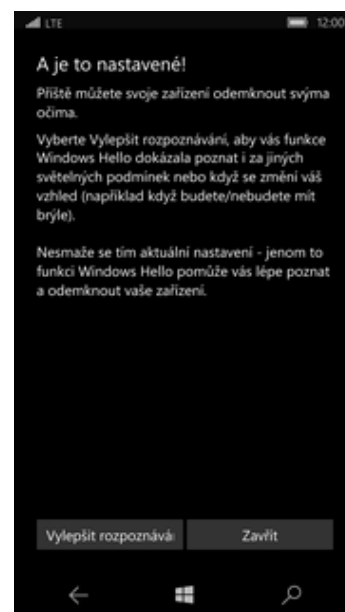 LTE 12:00
A je to nastavené!
Příště můžete svoje zařízení odemknout svýma
očima.
Vyberte Vylepšit rozpoznávání, aby vás funkce
Windows Hello dokázala poznat i za jiných
světelných podmínek nebo když se změní váš
vzhled (například když budete/nebudete mít
brýle).
Nesmaže se tím aktuální nastavení - jenom to
funkci Windows Hello pomůže vás lépe poznat
a odemknout vaše zařízení.
Vylepšit rozpoznává Zavřít